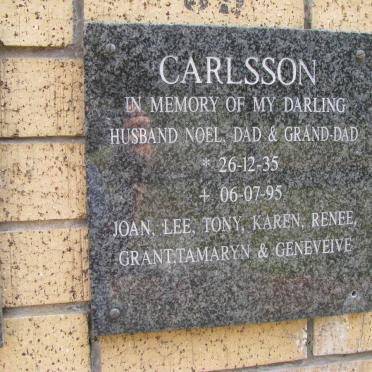 CARLSSON
IN MEMORY OF MY DARLING
HUSBAND NOEL, DAD & GRAND-DAD
* 26-12-35
+ 06-07-95
JOAN, LEE, TONY, KAREN, RENEE,
GRANT,TAMARYN & GENEVEIVE